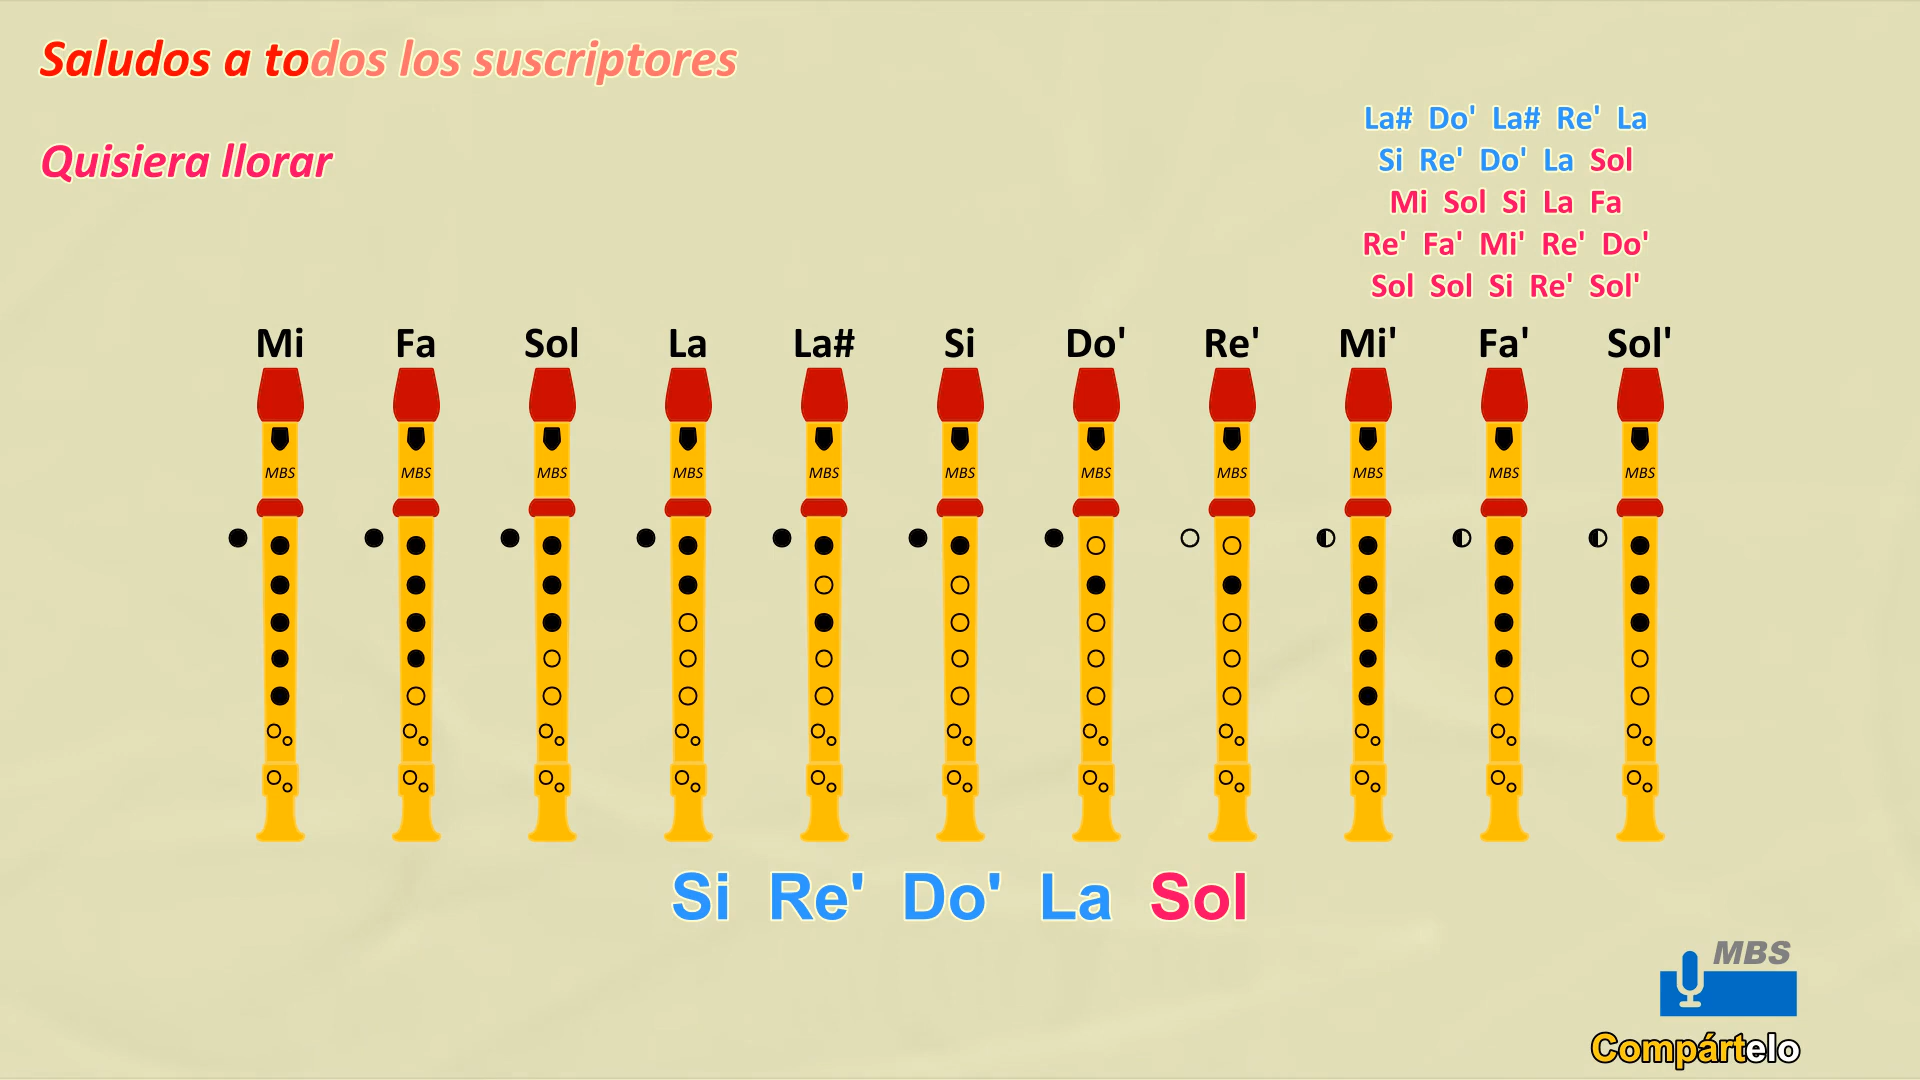 Saludos a todos los suscriptores
Quisiera llorar
La# Do' La# Re' La
Si Re' Do' La Sol
Mi Sol Si La Fa
Re' Fa' Mi' Re' Do'
Sol Sol Si Re' Sol'
Mi Fa Sol La La# Si Do' Re' Mi' Fa' Sol'
MBS MBS MBS MBS MBS MBS MBS MBS MBS MBS MBS
Si Re' Do' La Sol
MBS
Compártelo